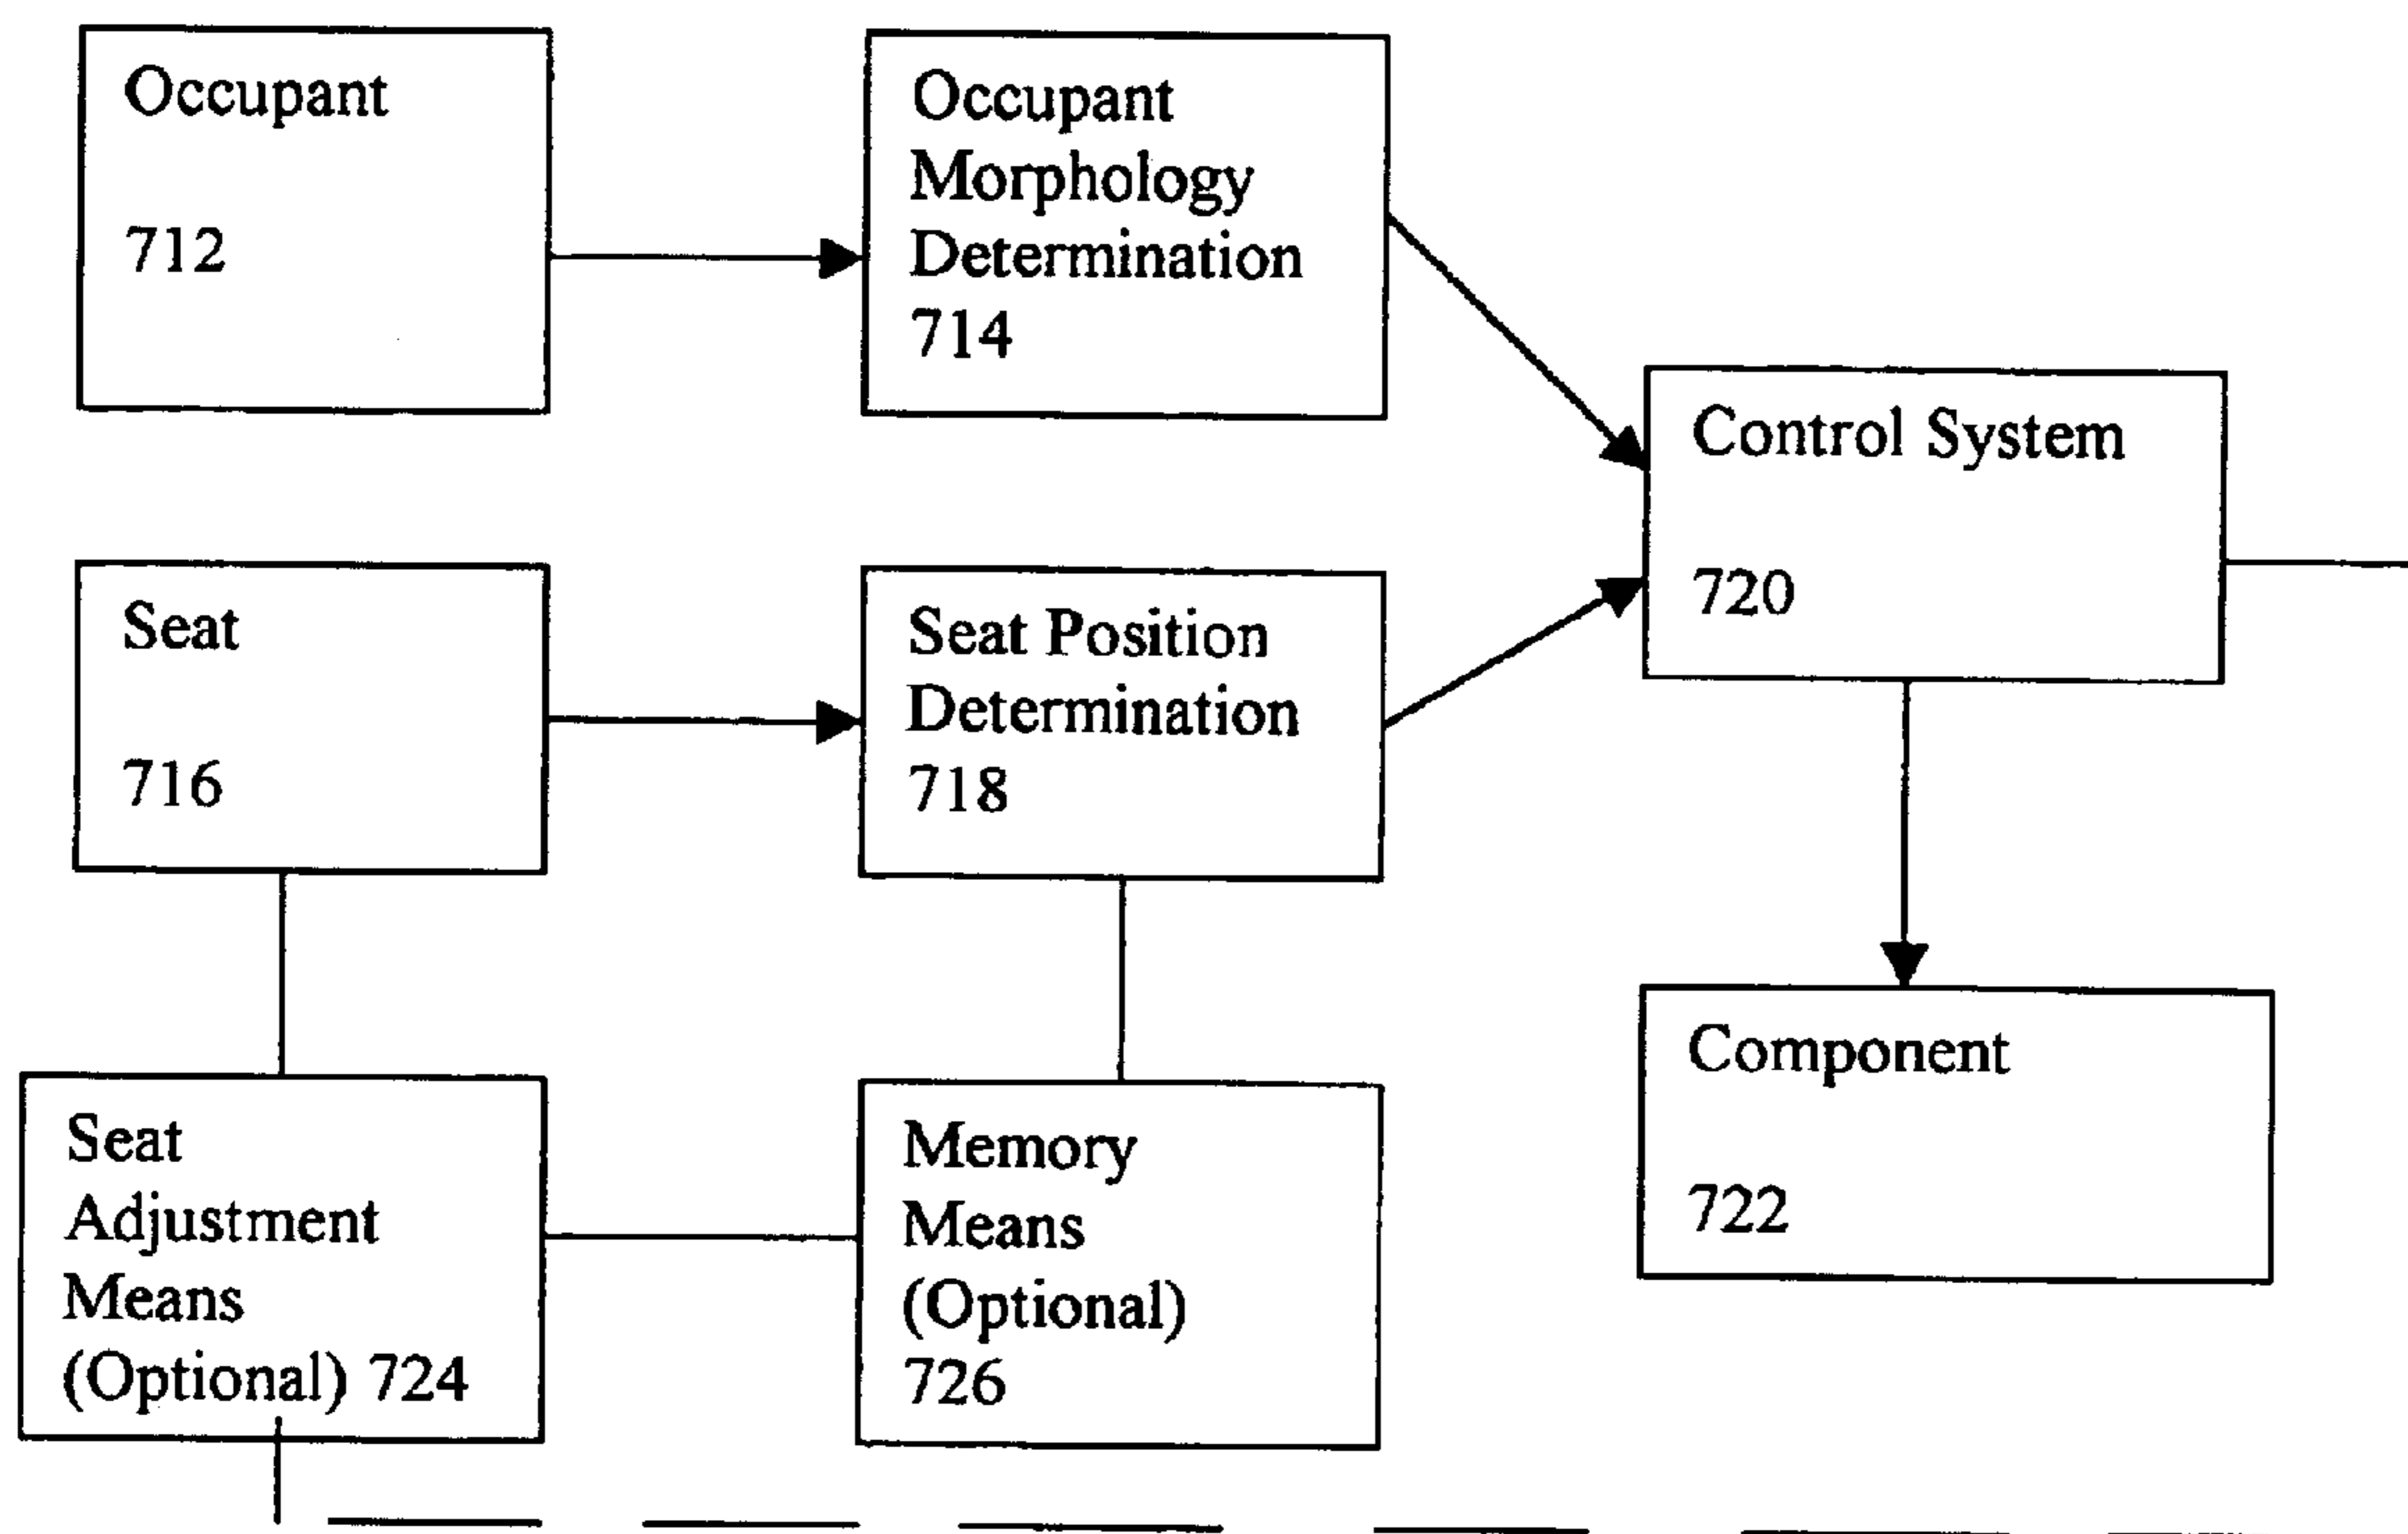 Occupant
712
Occupant
Morphology
Determination
714
Control System
720
Seat
716
Seat Position
Determination
718
Component
722
Seat
Adjustment
Means
(Optional) 724
Memory
Means
(Optional)
726